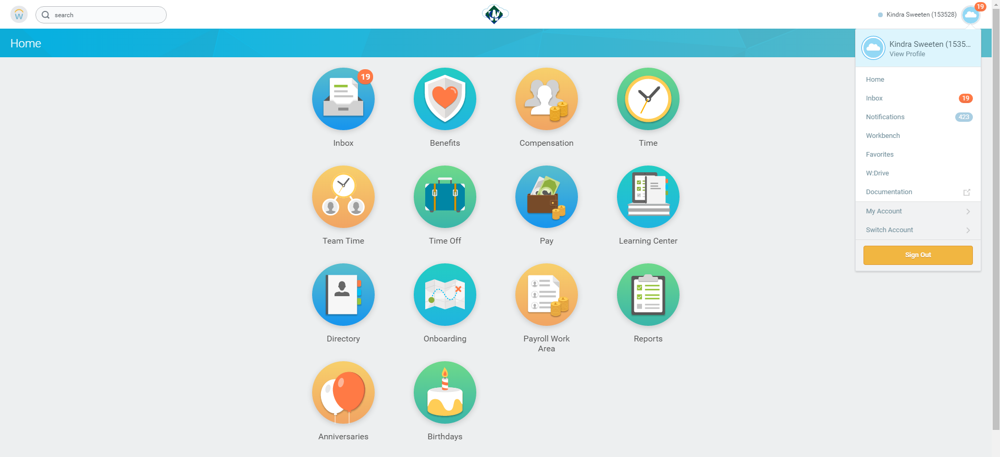 W
search
Kindra Sweeten (153528)
19
Home
Kindra Sweeten (1535...
View Profile
Home
Inbox 19
Notifications 423
Workbench
Favorites
W:Drive
Documentation
My Account
Switch Account
Sign Out
19
Inbox
Benefits
Compensation
Time
Team Time
Time Off
Pay
Learning Center
Directory
Onboarding
Payroll Work
Area
Reports
Anniversaries
Birthdays